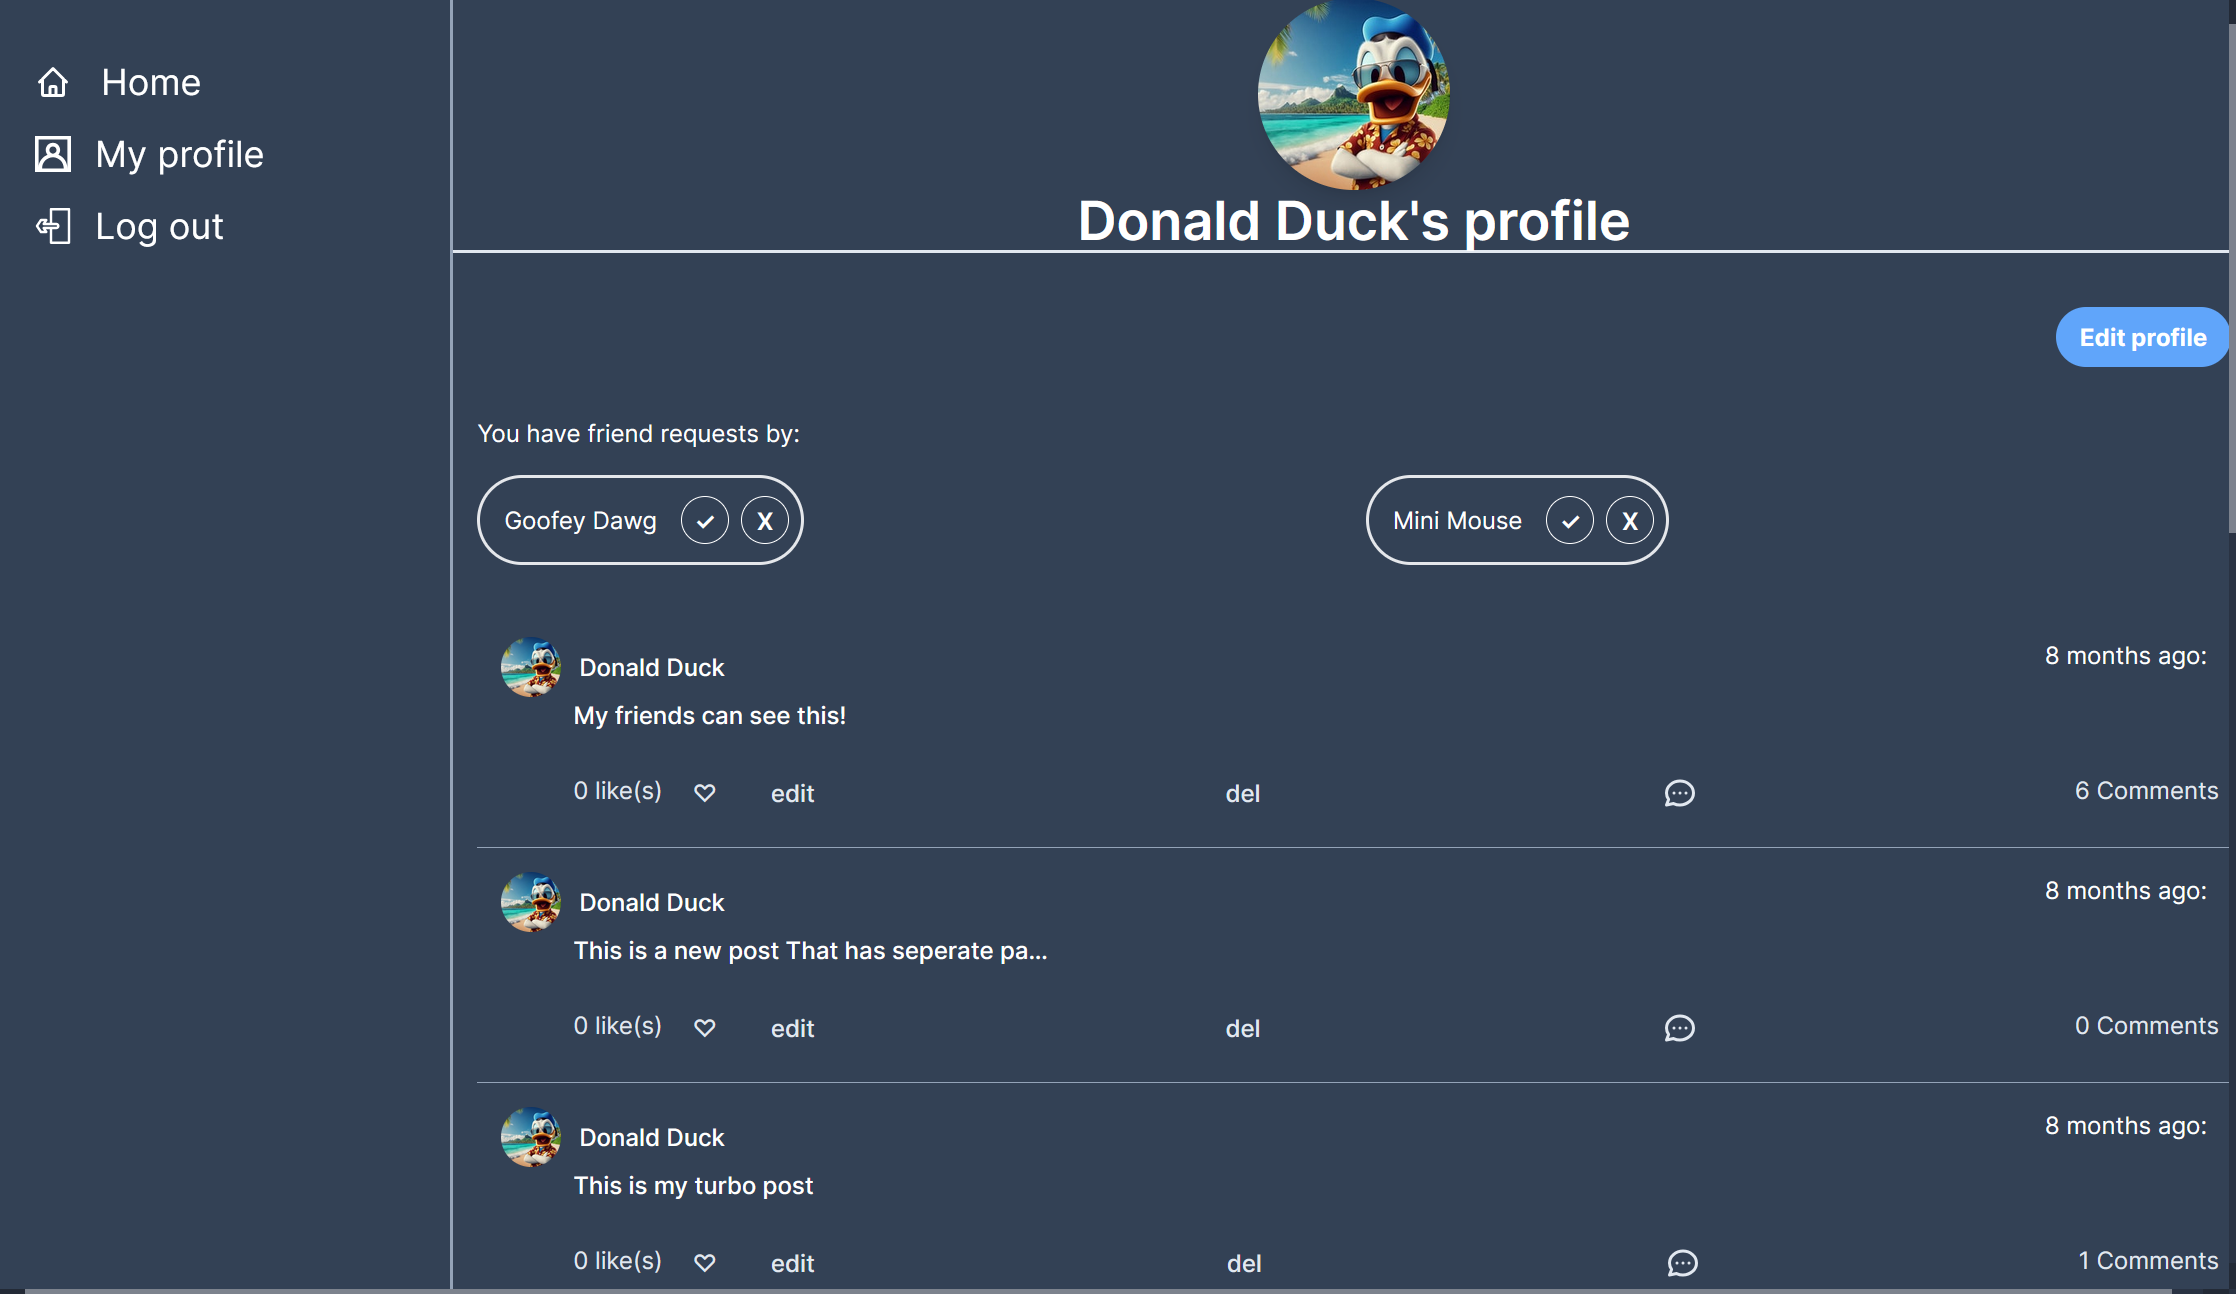 Home
My profile
Log out
Donald Duck's profile
Edit profile
You have friend requests by:
Goofey Dawg X
Mini Mouse X
Donald Duck 8 months ago:
My friends can see this!
0 like(s) edit del 6 Comments
Donald Duck 8 months ago:
This is a new post That has seperate pa...
0 like(s) edit del 0 Comments
Donald Duck 8 months ago:
This is my turbo post
0 like(s) edit del 1 Comments